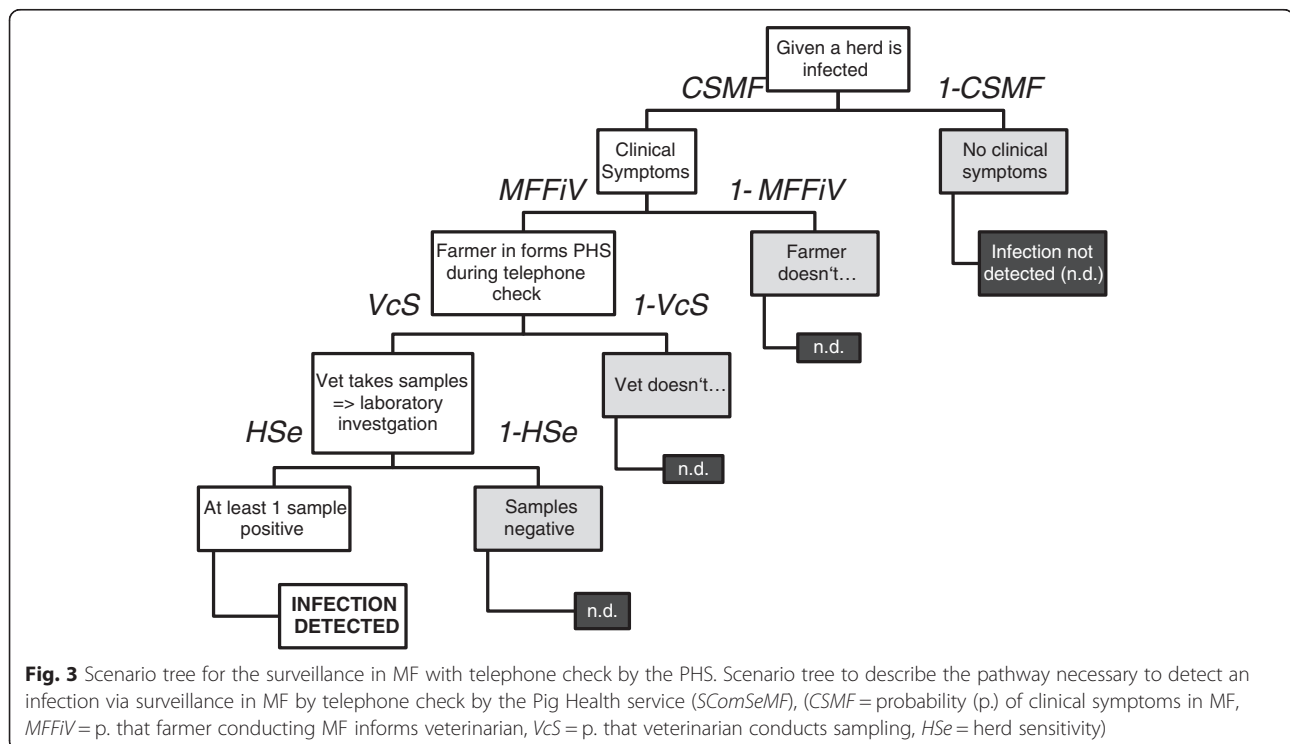 Given a herd is
infected
CSMF
1-CSMF
Clinical
Symptoms
No clinical
symptoms
MFFiV
1- MFFiV
Farmer in forms PHS
during telephone
check
Farmer
doesn‘t…
Infection not
detected (n.d.)
VcS
1-VcS
n.d.
Vet takes samples
=> laboratory
investgation
Vet doesn‘t…
HSe
1-HSe
n.d.
At least 1 sample
positive
Samples
negative
INFECTION
DETECTED
n.d.
Fig. 3 Scenario tree for the surveillance in MF with telephone check by the PHS. Scenario tree to describe the pathway necessary to detect an
infection via surveillance in MF by telephone check by the Pig Health service (SComSeMF), (CSMF = probability (p.) of clinical symptoms in MF,
MFFiV = p. that farmer conducting MF informs veterinarian, VcS = p. that veterinarian conducts sampling, HSe = herd sensitivity)